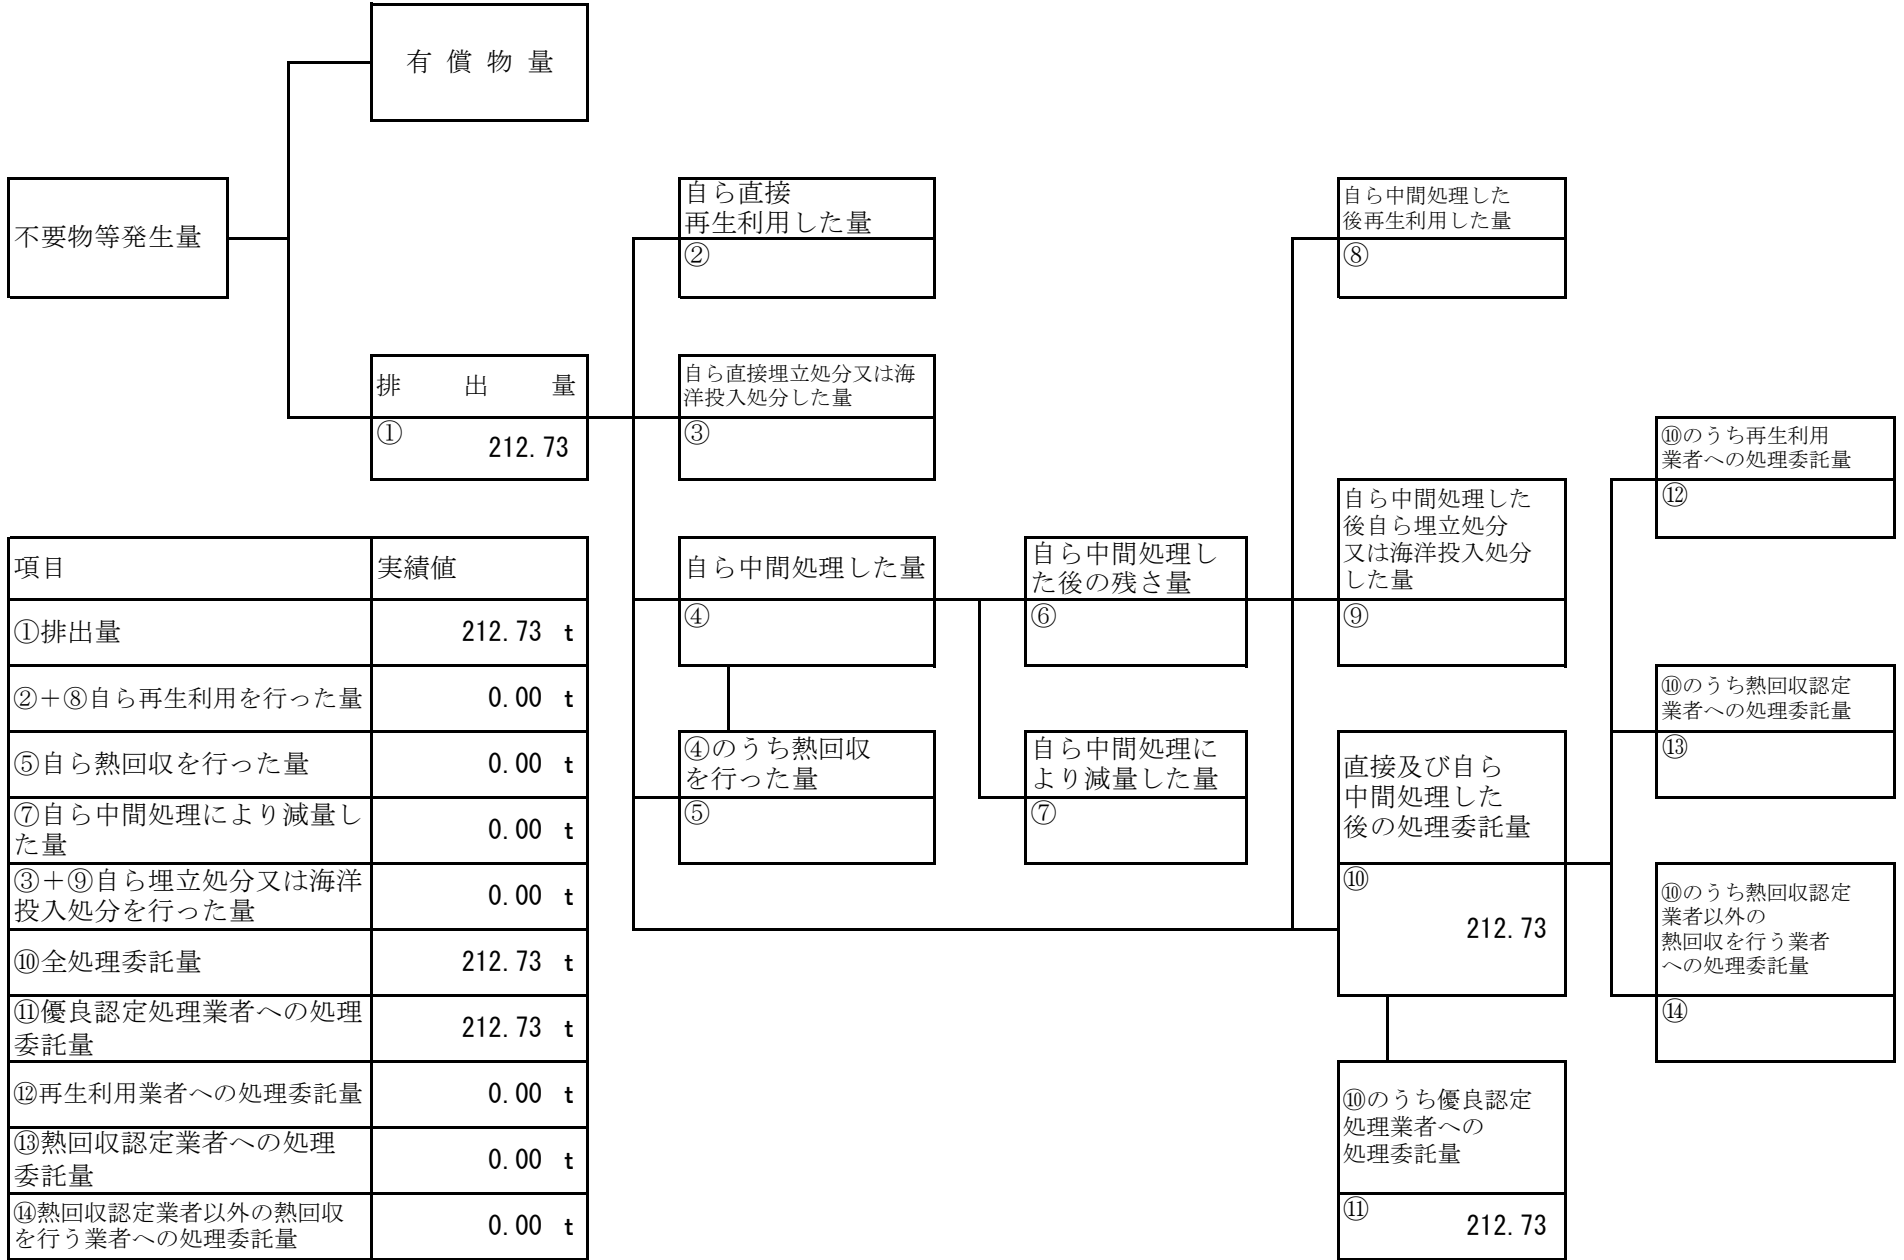 有償物量
不要物等発生量
自ら直接
再生利用した量
②
自ら中間処理した
後再生利用した量
⑧
排出量
① 212.73
自ら直接埋立処分又は海
洋投入処分した量
③
⑩のうち再生利用
業者への処理委託量
⑫
自ら中間処理した量
④
自ら中間処理し
た後の残さ量
⑥
自ら中間処理した
後自ら埋立処分
又は海洋投入処分
した量
⑨
⑩のうち熱回収認定
業者への処理委託量
⑬
④のうち熱回収
を行った量
⑤
自ら中間処理に
より減量した量
⑦
直接及び自ら
中間処理した
後の処理委託量
⑩
212.73
⑩のうち熱回収認定
業者以外の
熱回収を行う業者
への処理委託量
⑭
⑩のうち優良認定
処理業者への
処理委託量
⑪ 212.73
項目 実績値
①排出量 212.73 t
②＋⑧自ら再生利用を行った量 0.00 t
⑤自ら熱回収を行った量 0.00 t
⑦自ら中間処理により減量し
た量 0.00 t
③＋⑨自ら埋立処分又は海洋
投入処分を行った量 0.00 t
⑩全処理委託量 212.73 t
⑪優良認定処理業者への処理
委託量 212.73 t
⑫再生利用業者への処理委託量 0.00 t
⑬熱回収認定業者への処理
委託量 0.00 t
⑭熱回収認定業者以外の熱回収
を行う業者への処理委託量 0.00 t